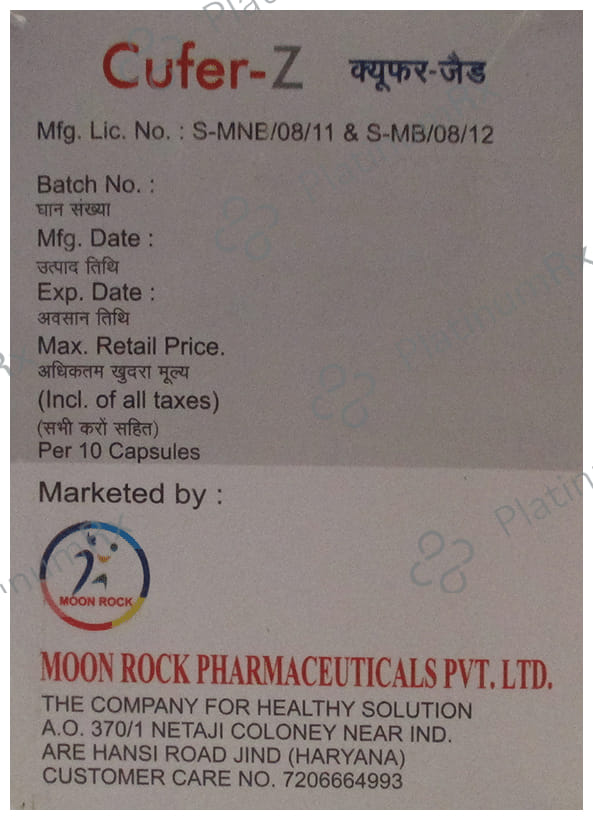 Cufer-Z क्यूफर-जैड
Mfg. Lic. No. : S-MNB/08/11 & S-MB/08/12
Batch No. :
घान संख्या
Mfg. Date :
उत्पाद तिथि
Exp. Date :
अवसान तिथि
Max. Retail Price.
अधिकतम खुदरा मूल्य
(Incl. of all taxes)
(सभी करों सहित)
Per 10 Capsules
Marketed by :
MOON ROCK
MOON ROCK PHARMACEUTICALS PVT. LTD.
THE COMPANY FOR HEALTHY SOLUTION
A.O. 370/1 NETAJI COLONEY NEAR IND.
ARE HANSI ROAD JIND (HARYANA)
CUSTOMER CARE NO. 7206664993